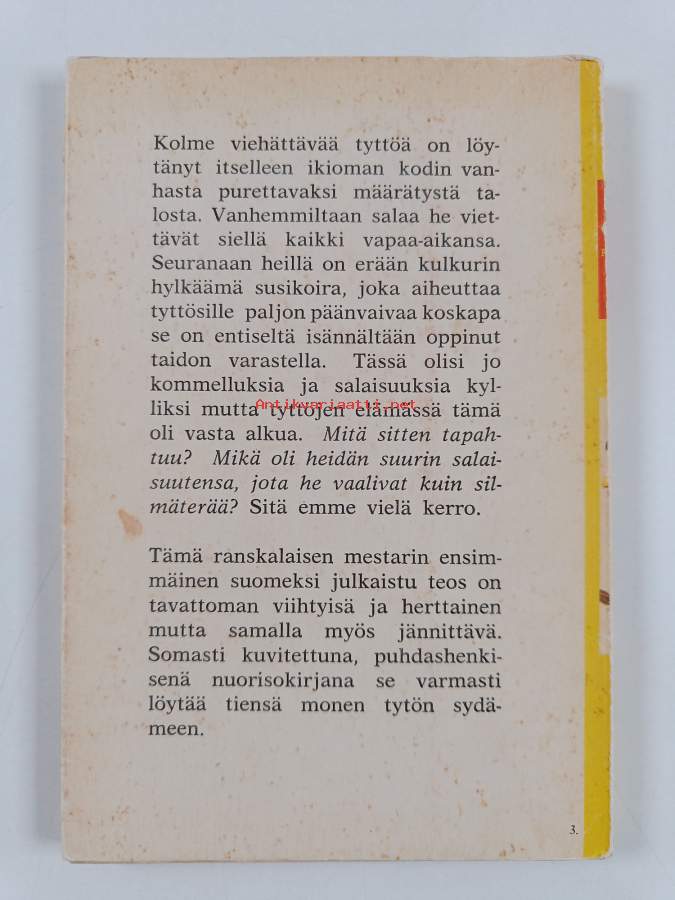 Kolme viehättävää tyttöä on löy-
tänyt itselleen ikioman kodin van-
hasta purettavaksi määrätystä ta-
losta. Vanhemmiltaan salaa he viet-
tävät siellä kaikki vapaa-aikansa.
Seuranaan heillä on erään kulkurin
hylkäämä susikoira, joka aiheuttaa
tyttösille paljon päänvaivaa koskapa
se on entiseltä isännältään oppinut
taidon varastella. Tässä olisi jo
kommelluksia ja salaisuuksia kyl-
liksi mutta tyttöjen elämässä tämä
Antikvariaatti.net
oli vasta alkua. Mitä sitten tapah-
tuu? Mikä oli heidän suurin salai-
suutensa, jota he vaalivat kuin sil-
mäterää? Sitä emme vielä kerro.
Tämä ranskalaisen mestarin ensim-
mäinen suomeksi julkaistu teos on
tavattoman viihtyisä ja herttainen
mutta samalla myös jännittävä.
Somasti kuvitettuna, puhdashenki-
senä nuorisokirjana se varmasti
löytää tiensä monen tytön sydä-
meen.
3.